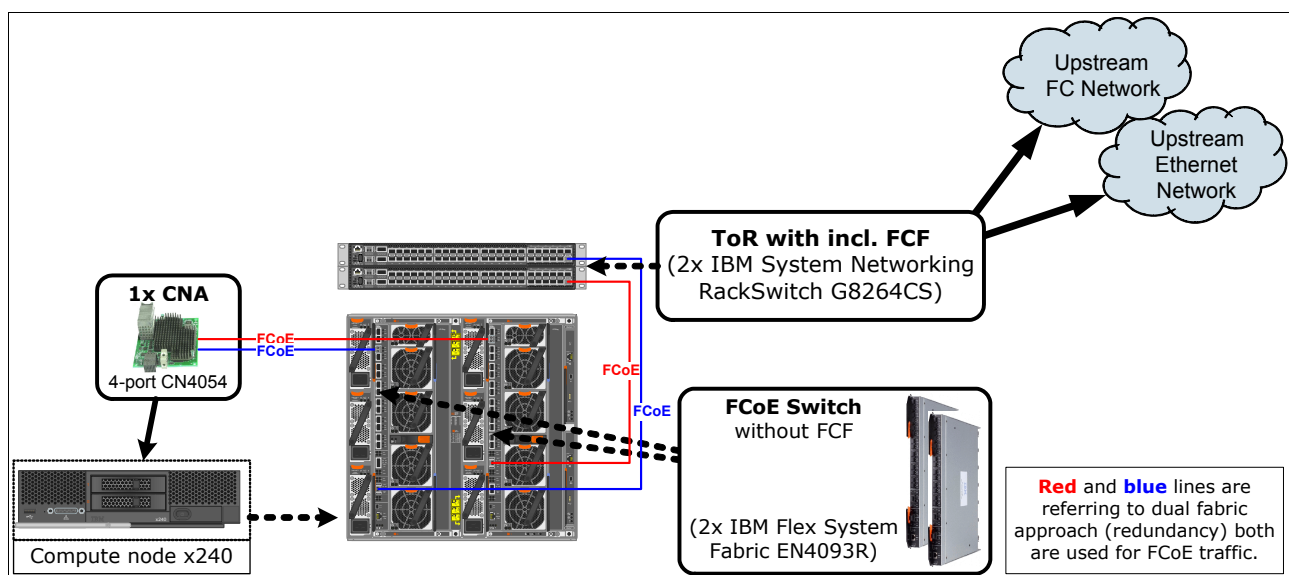 Upstream
FC Network
Upstream
Ethernet
Network
ToR with incl. FCF
(2x IBM System Networking
RackSwitch G8264CS)
1x CNA
4-port CN4054
FCoE
FCoE
FCoE
FCoE
FCoE Switch
without FCF
(2x IBM Flex System
Fabric EN4093R)
Compute node x240
x240
Red and blue lines are
referring to dual fabric
approach (redundancy) both
are used for FCoE traffic.